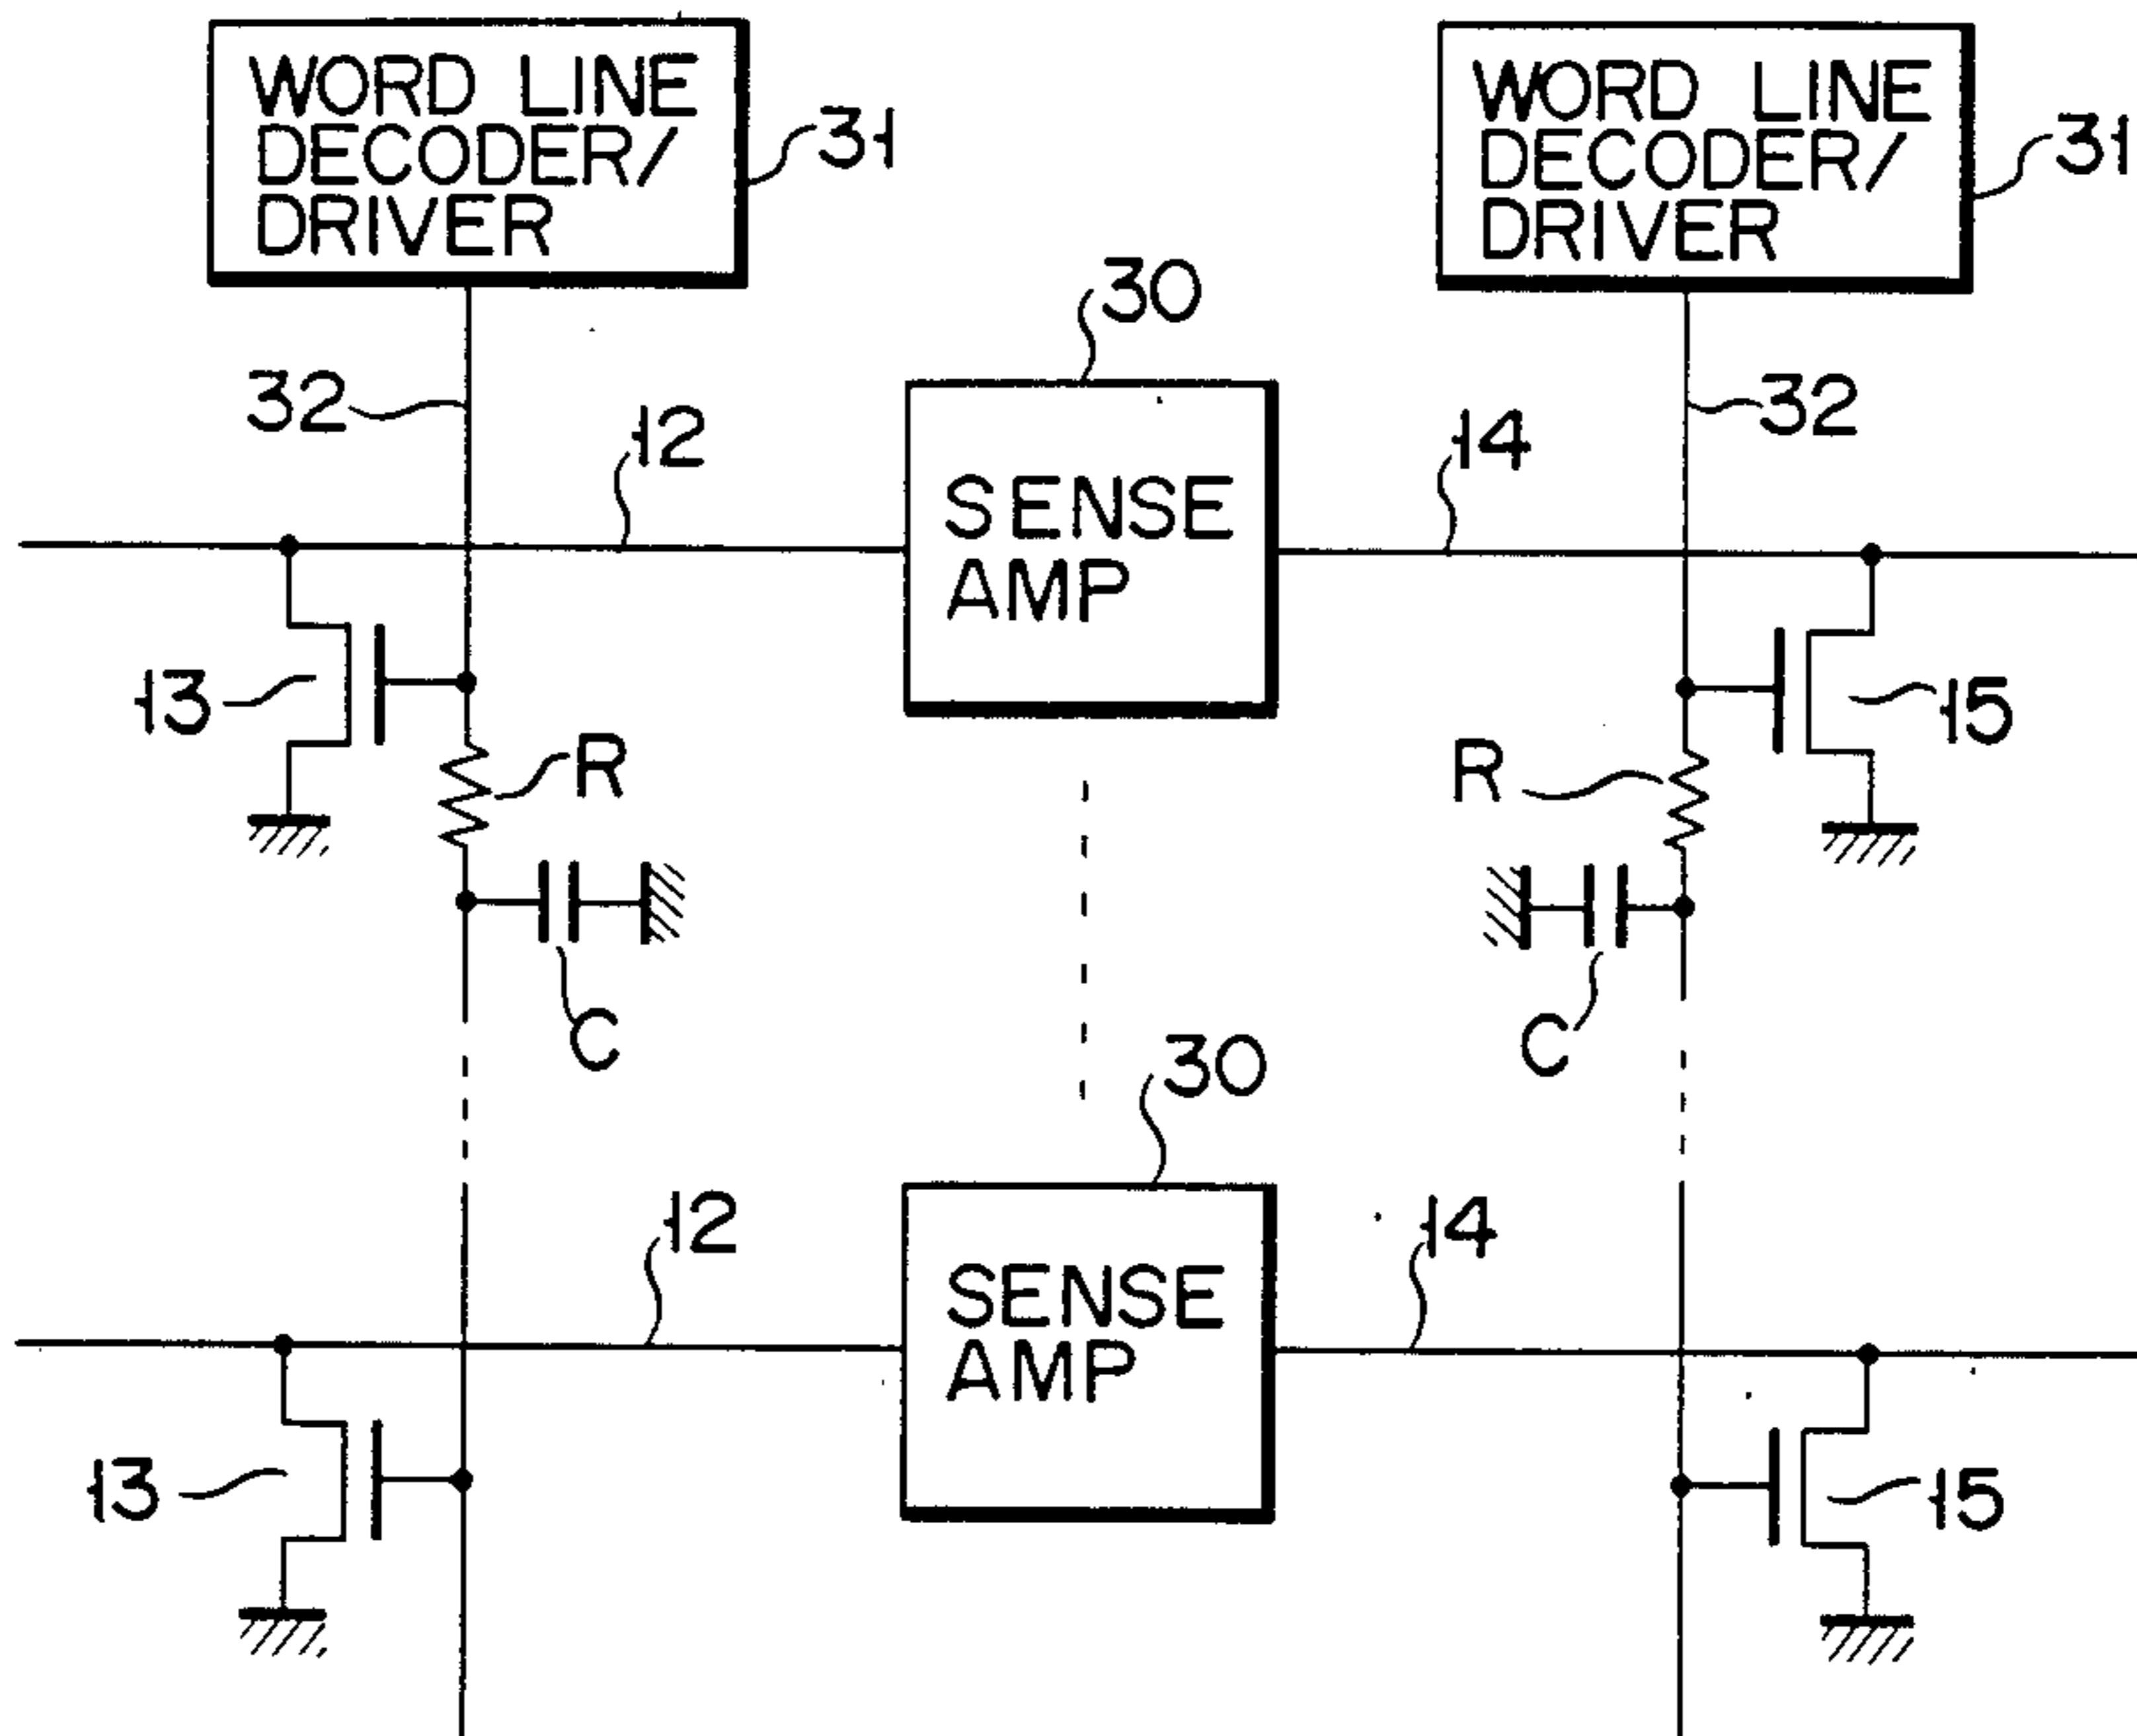 WORD LINE
DECODER/
DRIVER
31
WORD LINE
DECODER/
DRIVER
31
30
32
12
SENSE
AMP
14
32
13
R
R
15
C
C
30
12
SENSE
AMP
14
13
15